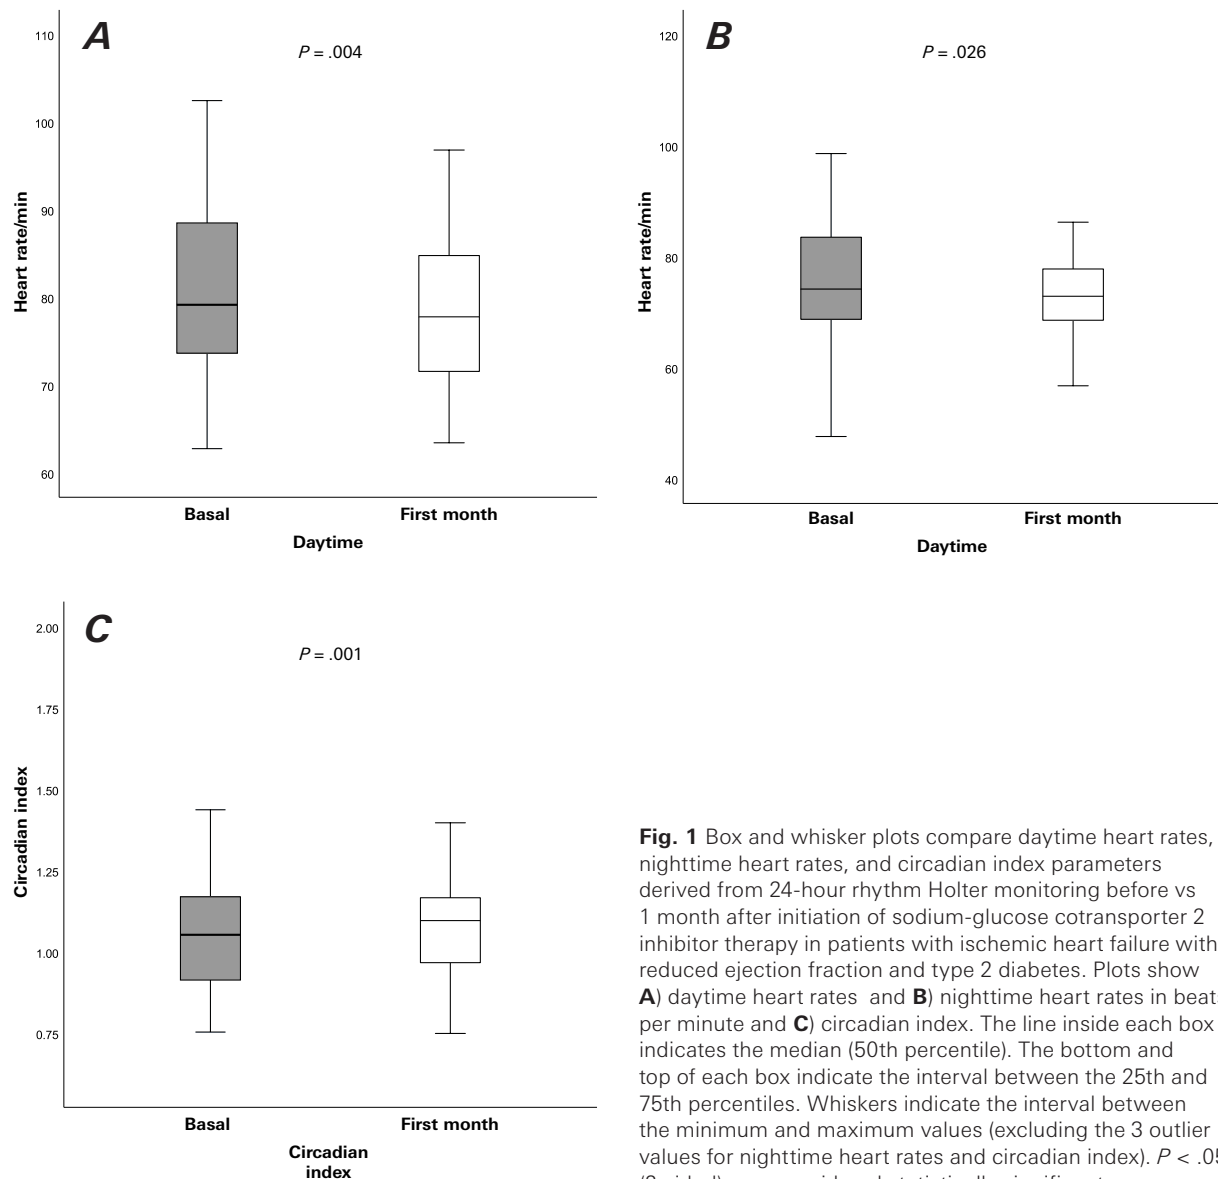 A
P = .004
110
100
90
80
70
60
Heart rate/min
Basal
First month
Daytime
B
P = .026
120
100
80
60
40
Heart rate/min
Basal
First month
Daytime
C
P = .001
2.00
1.75
1.50
1.25
1.00
0.75
Circadian index
Basal
First month
Circadian
index
Fig. 1 Box and whisker plots compare daytime heart rates,
nighttime heart rates, and circadian index parameters
derived from 24-hour rhythm Holter monitoring before vs
1 month after initiation of sodium-glucose cotransporter 2
inhibitor therapy in patients with ischemic heart failure with
reduced ejection fraction and type 2 diabetes. Plots show
A) daytime heart rates and B) nighttime heart rates in beat
per minute and C) circadian index. The line inside each box
indicates the median (50th percentile). The bottom and
top of each box indicate the interval between the 25th and
75th percentiles. Whiskers indicate the interval between
the minimum and maximum values (excluding the 3 outlier
values for nighttime heart rates and circadian index). P < .05